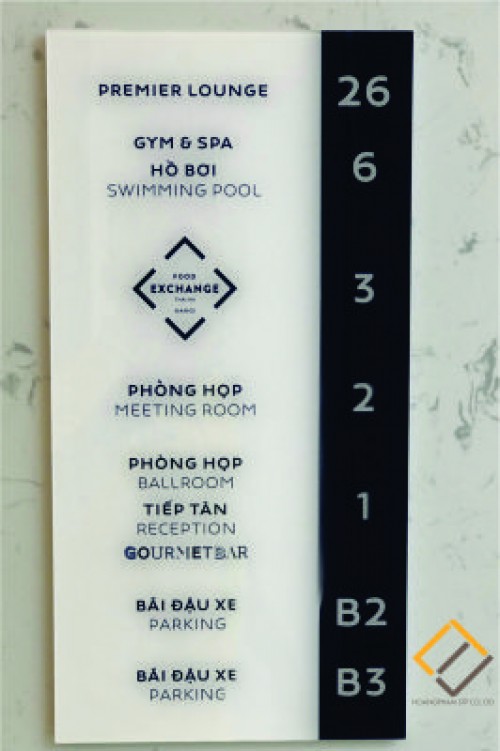 PREMIER LOUNGE 26
GYM & SPA
HỒ BƠI
SWIMMING POOL
6
FOOD
EXCHANGE
HANOI
3
PHÒNG HỌP
MEETING ROOM
2
PHÒNG HỌP
BALLROOM
TIẾP TÂN
RECEPTION
GOURMETBAR
1
BÃI ĐẬU XE
PARKING
B2
BÃI ĐẬU XE
PARKING
B3